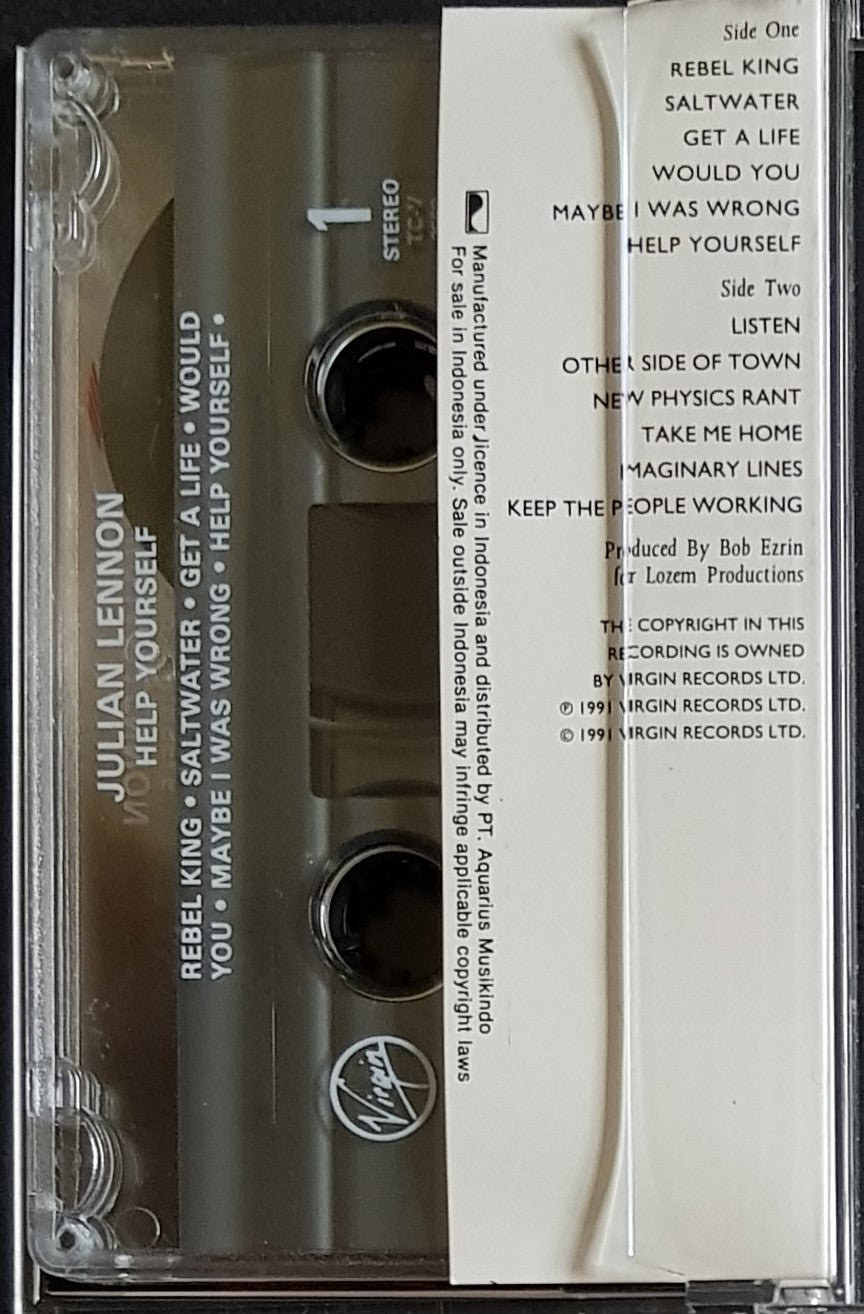 JULIAN LENNON
HELP YOURSELF
REBEL KING • SALTWATER • GET A LIFE • WOULD
YOU • MAYBE I WAS WRONG • HELP YOURSELF •
1
STEREO
Virgin
Manufactured under licence in Indonesia and distributed by PT. Aquarius Musikindo
For sale in Indonesia only. Sale outside Indonesia may infringe applicable copyright laws
Side One
REBEL KING
SALTWATER
GET A LIFE
WOULD YOU
MAYBE I WAS WRONG
HELP YOURSELF
Side Two
LISTEN
OTHER SIDE OF TOWN
NEW PHYSICS RANT
TAKE ME HOME
IMAGINARY LINES
KEEP THE PEOPLE WORKING
Produced By Bob Ezrin
for Lozem Productions
THE COPYRIGHT IN THIS
RECORDING IS OWNED
BY VIRGIN RECORDS LTD.
℗ 1991 VIRGIN RECORDS LTD.
© 1991 VIRGIN RECORDS LTD.